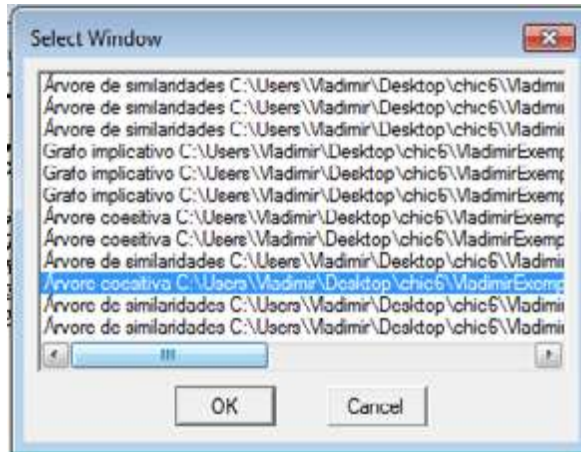 Select Window
Árvore de similaridades C:\Users\Vladimir\Desktop\chic6\Vladimi
Árvore de similaridades C:\Users\Vladimir\Desktop\chic6\Vladimi
Árvore de similaridades C:\Users\Vladimir\Desktop\chic6\Vladimi
Grafo implicativo C:\Users\Vladimir\Desktop\chic6\VladimirExemp
Grafo implicativo C:\Users\Vladimir\Desktop\chic6\VladimirExemp
Grafo implicativo C:\Users\Vladimir\Desktop\chic6\VladimirExemp
Árvore coesitiva C:\Users\Vladimir\Desktop\chic6\VladimirExemp
Árvore coesitiva C:\Users\Vladimir\Desktop\chic6\VladimirExemp
Árvore de similaridades C:\Users\Vladimir\Desktop\chic6\Vladimi
Árvore coesitiva C:\Users\Vladimir\Desktop\chic6\VladimirExemp
Árvore de similaridades C:\Users\Vladimir\Desktop\chic6\Vladimi
Árvore de similaridades C:\Users\Vladimir\Desktop\chic6\Vladimi
OK Cancel